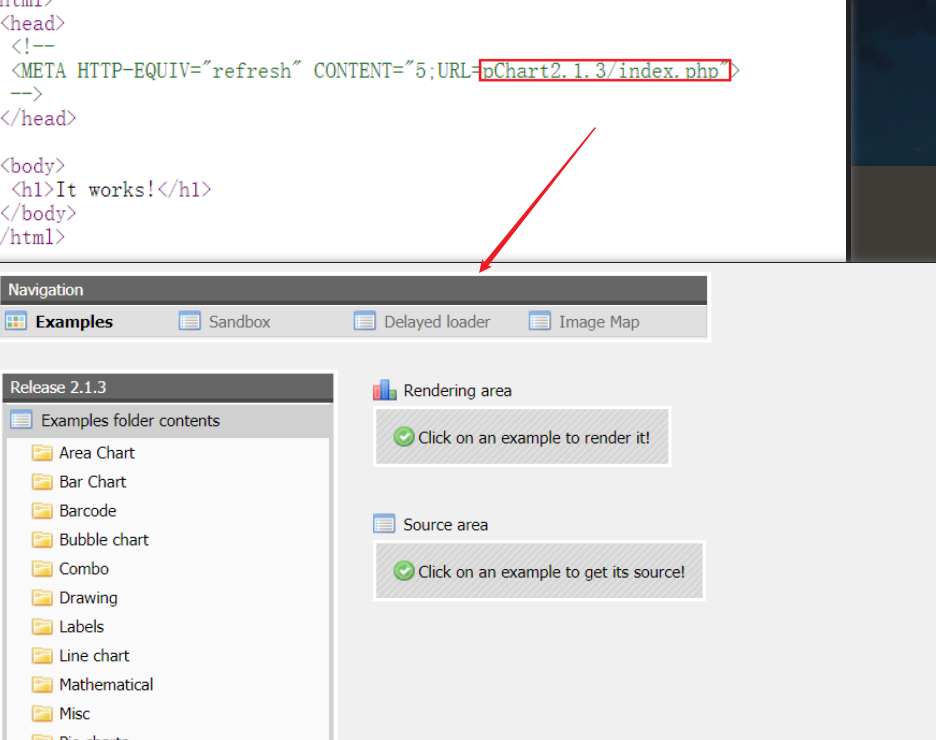 html>
<head>
<!--
<META HTTP-EQUIV="refresh" CONTENT="5;URL=pChart2.1.3/index.php">
-->
</head>
<body>
<h1>It works!</h1>
</body>
/html>
Navigation
Examples Sandbox Delayed loader Image Map
Release 2.1.3
Examples folder contents
Area Chart
Bar Chart
Barcode
Bubble chart
Combo
Drawing
Labels
Line chart
Mathematical
Misc
Pie charts
Rendering area
Click on an example to render it!
Source area
Click on an example to get its source!